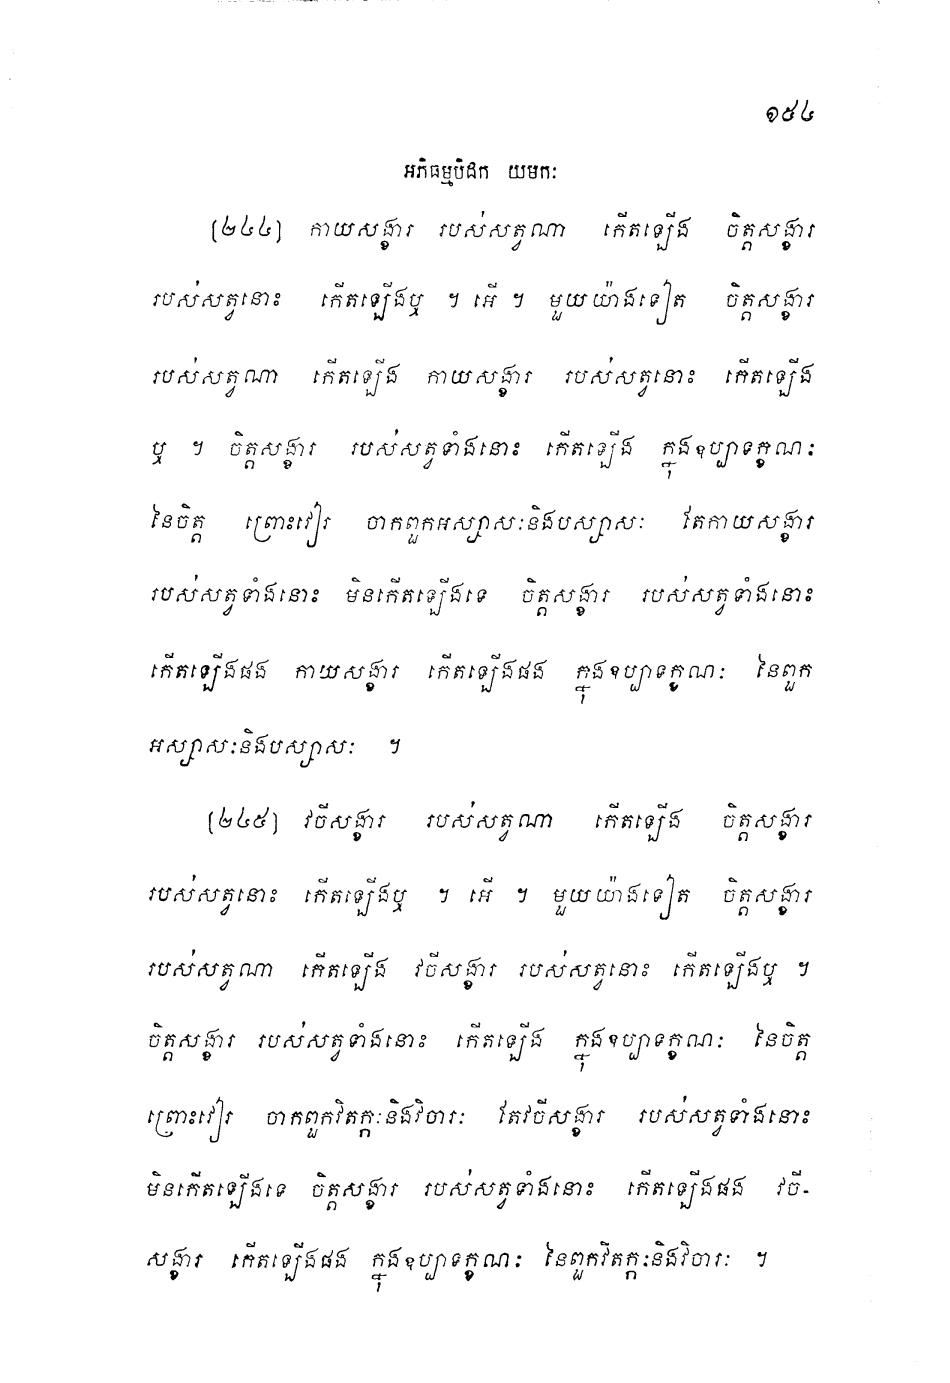 ១៥៤
អភិធម្មបិដក យមកៈ
[២៤៤] កាយសង្ខារ របស់សត្វណា កើតឡើង ចិត្តសង្ខារ
របស់សត្វនោះ កើតឡើងឬ ។ អើ ។ មួយយ៉ាងទៀត ចិត្តសង្ខារ
របស់សត្វណា កើតឡើង កាយសង្ខារ របស់សត្វនោះ កើតឡើង
ឬ ។ ចិត្តសង្ខារ របស់សត្វទាំងនោះ កើតឡើង ក្នុងឧប្បាទក្ខណៈ
នៃចិត្ត ព្រោះវៀរ ចាកពួកអស្សាសៈនិងបស្សាសៈ តែកាយសង្ខារ
របស់សត្វទាំងនោះ មិនកើតឡើងទេ ចិត្តសង្ខារ របស់សត្វទាំងនោះ
កើតឡើងផង កាយសង្ខារ កើតឡើងផង ក្នុងឧប្បាទក្ខណៈ នៃពួក
អស្សាសៈនិងបស្សាសៈ ។
[២៤៥] វចីសង្ខារ របស់សត្វណា កើតឡើង ចិត្តសង្ខារ
របស់សត្វនោះ កើតឡើងឬ ។ អើ ។ មួយយ៉ាងទៀត ចិត្តសង្ខារ
របស់សត្វណា កើតឡើង វចីសង្ខារ របស់សត្វនោះ កើតឡើងឬ ។
ចិត្តសង្ខារ របស់សត្វទាំងនោះ កើតឡើង ក្នុងឧប្បាទក្ខណៈ នៃចិត្ត
ព្រោះវៀរ ចាកពួកវិតក្កៈនិងវិចារៈ តែវចីសង្ខារ របស់សត្វទាំងនោះ
មិនកើតឡើងទេ ចិត្តសង្ខារ របស់សត្វទាំងនោះ កើតឡើងផង វចី-
សង្ខារ កើតឡើងផង ក្នុងឧប្បាទក្ខណៈ នៃពួកវិតក្កៈនិងវិចារៈ ។